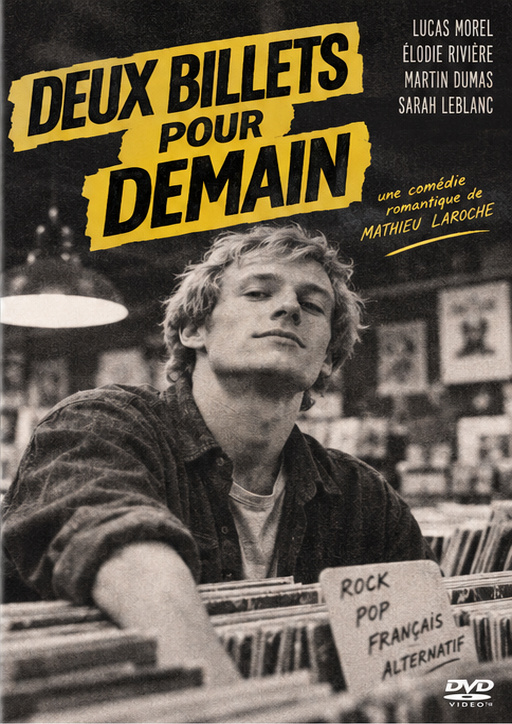 DEUX BILLETS
POUR
DEMAIN
LUCAS MOREL
ÉLODIE RIVIÈRE
MARTIN DUMAS
SARAH LEBLANC
une comédie
romantique de
MATHIEU LAROCHE
ROCK
POP
FRANÇAIS
ALTERNATIF
DVD
VIDEO